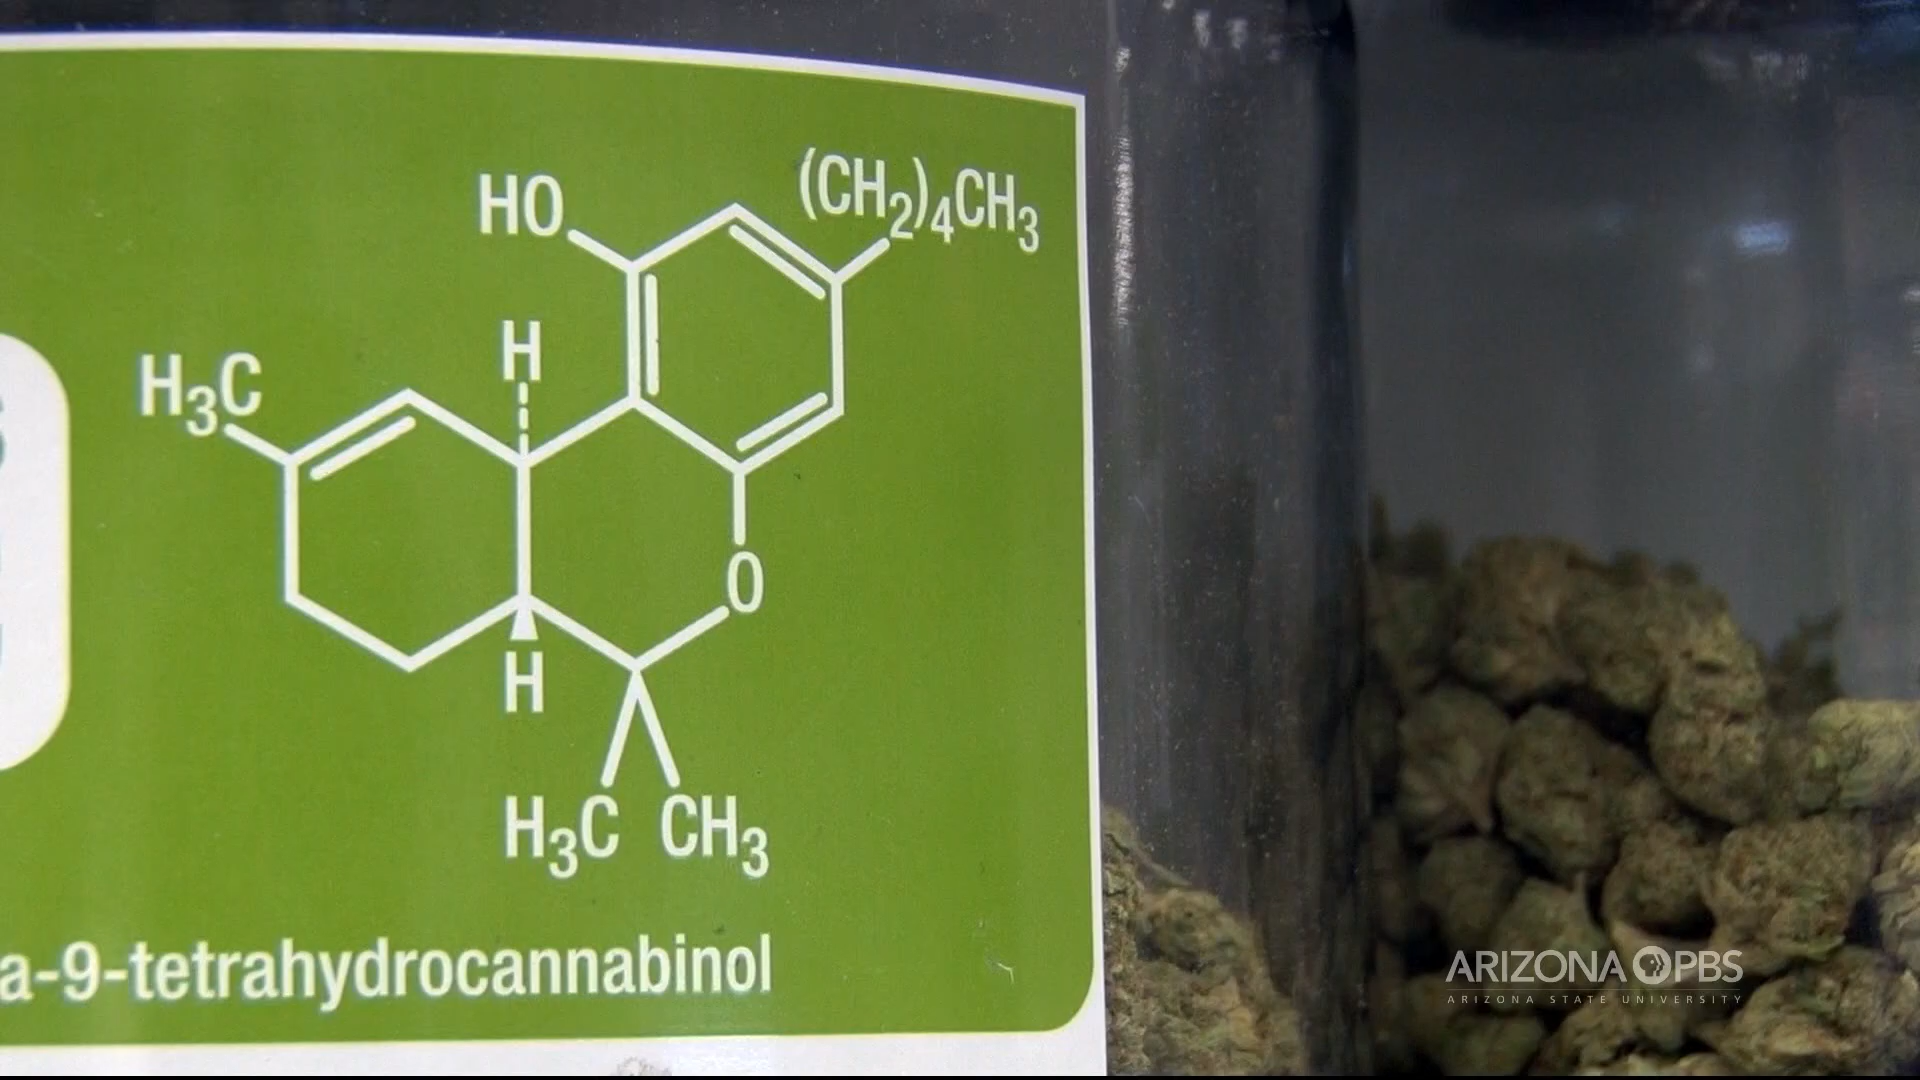 HO
(CH₂)₄CH₃
H
H₃C
O
H
H₃C CH₃
a-9-tetrahydrocannabinol
ARIZONA PBS
ARIZONA STATE UNIVERSITY